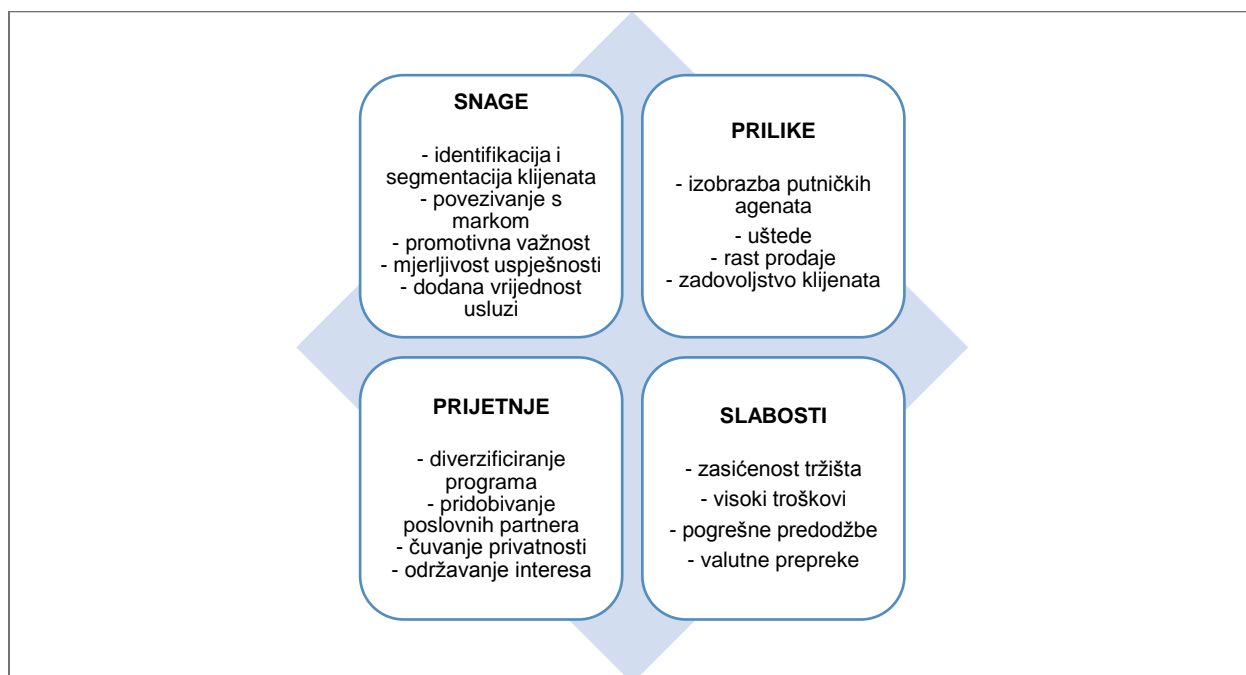 SNAGE
- identifikacija i
segmentacija klijenata
- povezivanje s
markom
- promotivna važnost
- mjerljivost uspješnosti
- dodana vrijednost
usluzi
PRILIKE
- izobrazba putničkih
agenata
- uštede
- rast prodaje
- zadovoljstvo klijenata
PRIJETNJE
- diverzificiranje
programa
- pridobivanje
poslovnih partnera
- čuvanje privatnosti
- održavanje interesa
SLABOSTI
- zasićenost tržišta
- visoki troškovi
- pogrešne predodžbe
- valutne prepreke